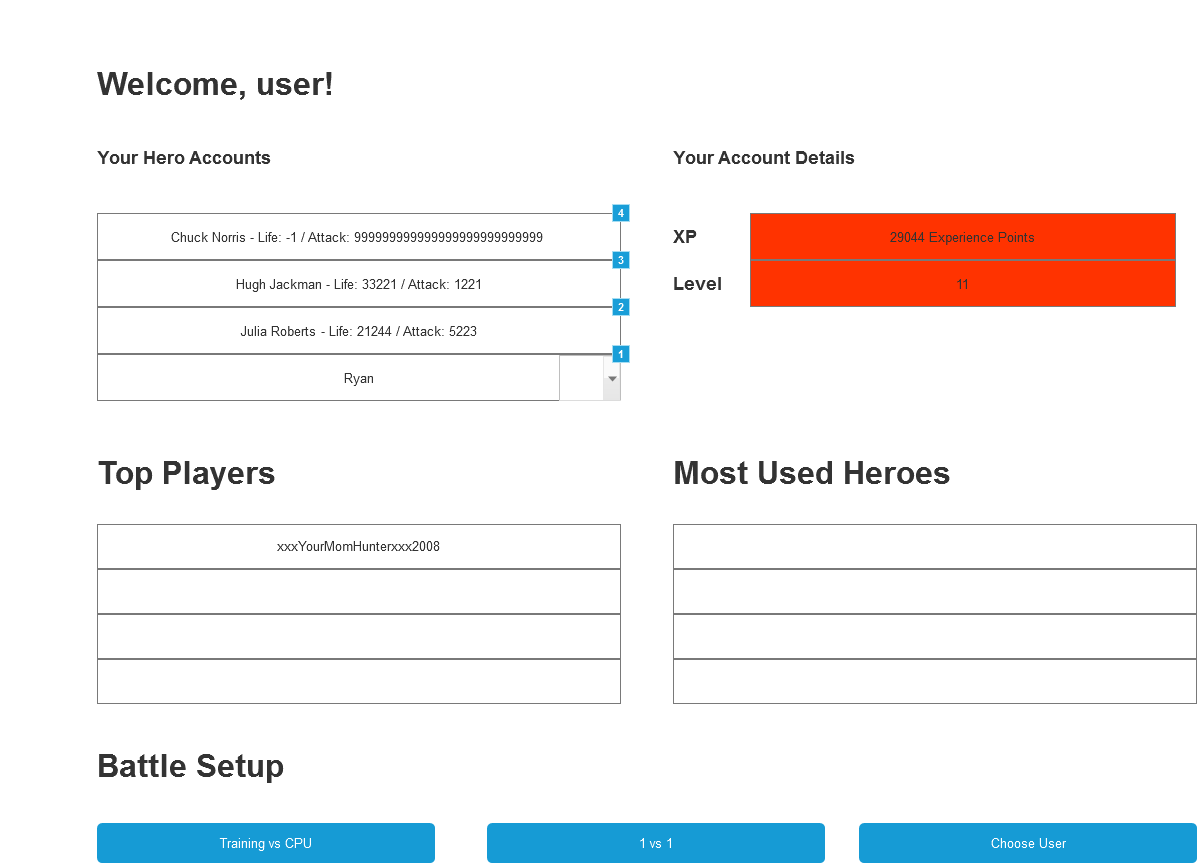 Welcome, user!
Your Hero Accounts
Your Account Details
4
Chuck Norris - Life: -1 / Attack: 99999999999999999999999999
XP
29044 Experience Points
3
Hugh Jackman - Life: 33221 / Attack: 1221
Level
11
2
Julia Roberts - Life: 21244 / Attack: 5223
1
Ryan
Top Players
Most Used Heroes
xxxYourMomHunterxxx2008
Battle Setup
Training vs CPU
1 vs 1
Choose User